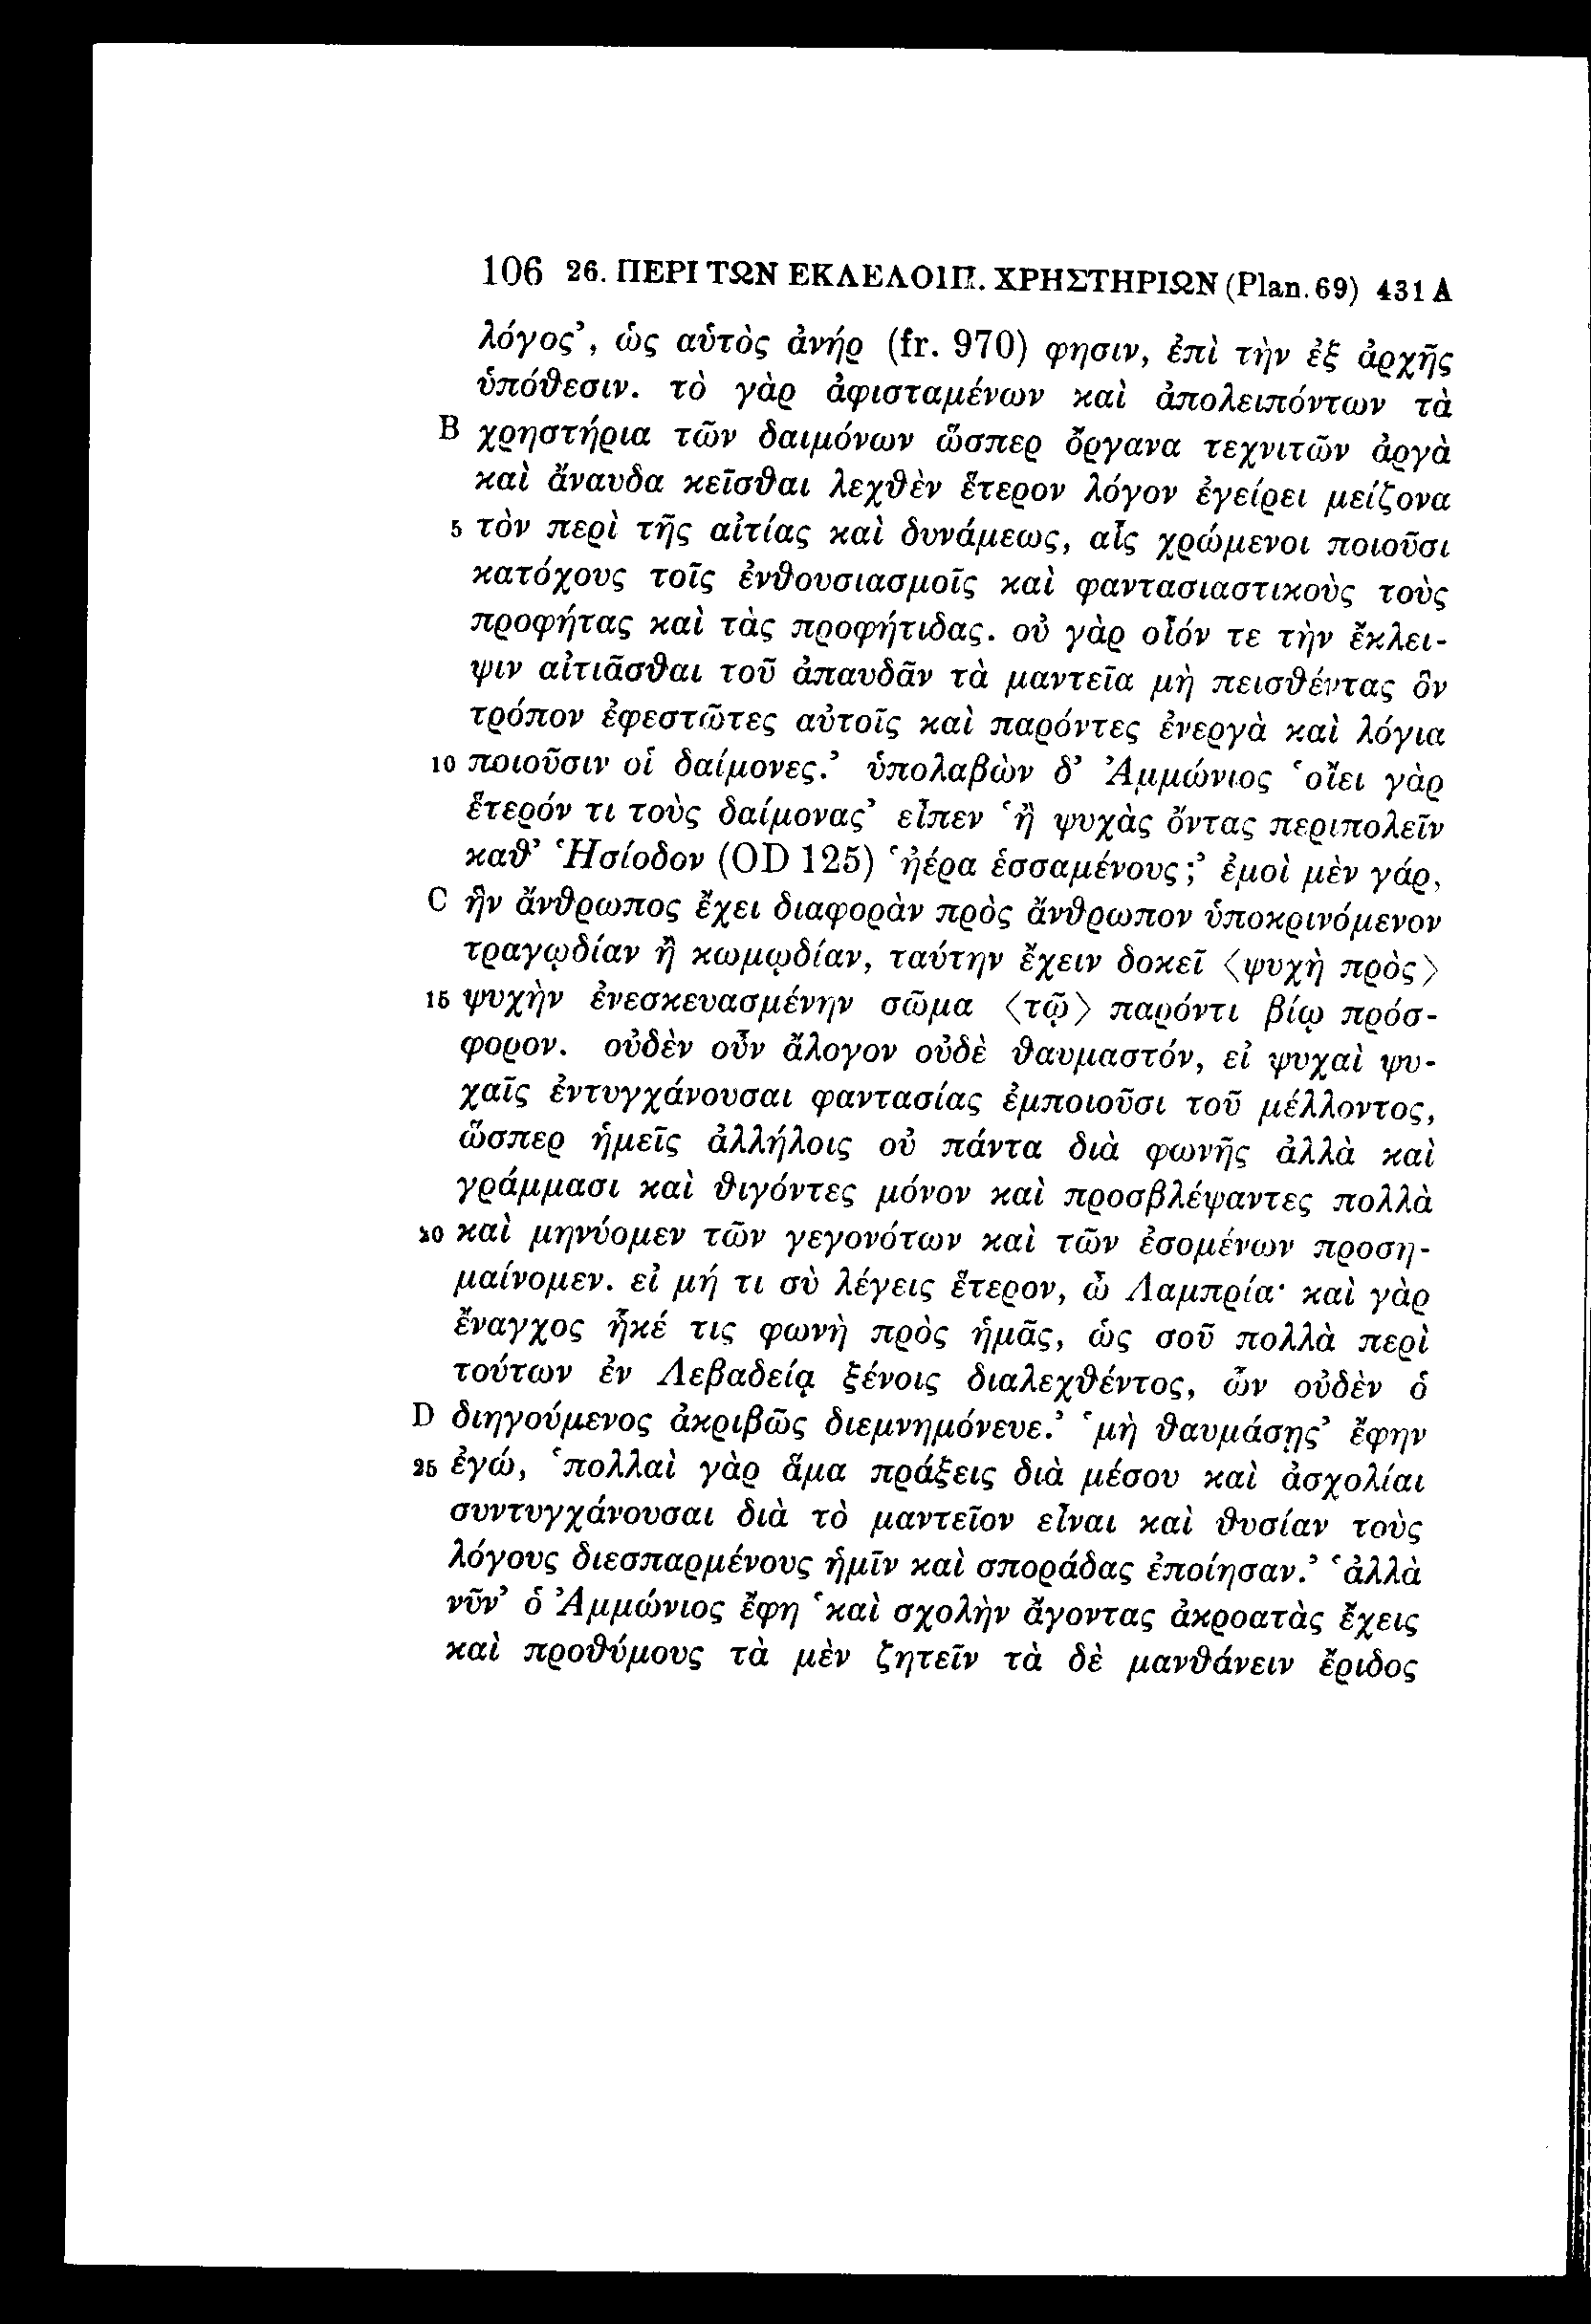 106 26. ΠΕΡΙ ΤΩΝ ΕΚΛΕΛΟΙΠ. ΧΡΗΣΤΗΡΙΩΝ (Plan. 69) 431 A
λόγος’, ὡς αὑτὸς ἁνήρ (fr. 970) φησιν, ἐπὶ τὴν ἐξ ἀρχῆς
ὑπόθεσιν. τὸ γὰρ ἀφισταμένων καὶ ἀπολειπόντων τὰ
B χρηστήρια τῶν δαιμόνων ὥσπερ ὄργανα τεχνιτῶν ἀργὰ
καὶ ἄναυδα κεῖσθαι λεχθὲν ἕτερον λόγον ἐγείρει μείζονα
5 τὸν περὶ τῆς αἰτίας καὶ δυνάμεως, αἷς χρώμενοι ποιοῦσι
κατόχους τοῖς ἐνθουσιασμοῖς καὶ φαντασιαστικοὺς τοὺς
προφήτας καὶ τὰς προφήτιδας. οὐ γὰρ οἷόν τε τὴν ἔκλει-
ψιν αἰτιᾶσθαι τοῦ ἀπαυδᾶν τὰ μαντεῖα μὴ πεισθέντας ὃν
τρόπον ἐφεστῶτες αὐτοῖς καὶ παρόντες ἐνεργὰ καὶ λόγια
10 ποιοῦσιν οἱ δαίμονες.’ ὑπολαβὼν δ’ Ἀμμώνιος ‘οἴει γὰρ
ἕτερόν τι τοὺς δαίμονας’ εἶπεν ‘ἢ ψυχὰς ὄντας περιπολεῖν
καθ’ Ἡσίοδον (OD 125) ‘ἠέρα ἑσσαμένους;’ ἐμοὶ μὲν γάρ,
C ἣν ἄνθρωπος ἔχει διαφορὰν πρὸς ἄνθρωπον ὑποκρινόμενον
τραγῳδίαν ἢ κωμῳδίαν, ταύτην ἔχειν δοκεῖ ⟨ψυχὴ πρὸς⟩
15 ψυχὴν ἐνεσκευασμένην σῶμα ⟨τῷ⟩ παρόντι βίῳ πρόσ-
φορον. οὐδὲν οὖν ἄλογον οὐδὲ θαυμαστόν, εἰ ψυχαὶ ψυ-
χαῖς ἐντυγχάνουσαι φαντασίας ἐμποιοῦσι τοῦ μέλλοντος,
ὥσπερ ἡμεῖς ἀλλήλοις οὐ πάντα διὰ φωνῆς ἀλλὰ καὶ
γράμμασι καὶ θιγόντες μόνον καὶ προσβλέψαντες πολλὰ
20 καὶ μηνύομεν τῶν γεγονότων καὶ τῶν ἐσομένων προση-
μαίνομεν. εἰ μή τι σὺ λέγεις ἕτερον, ὦ Λαμπρία· καὶ γὰρ
ἔναγχος ἧκέ τις φωνὴ πρὸς ἡμᾶς, ὡς σοῦ πολλὰ περὶ
τούτων ἐν Λεβαδείᾳ ξένοις διαλεχθέντος, ὧν οὐδὲν ὁ
D διηγούμενος ἀκριβῶς διεμνημόνευε.’ ‘μὴ θαυμάσῃς’ ἔφην
25 ἐγώ, ‘πολλαὶ γὰρ ἅμα πράξεις διὰ μέσου καὶ ἀσχολίαι
συντυγχάνουσαι διὰ τὸ μαντεῖον εἶναι καὶ θυσίαν τοὺς
λόγους διεσπαρμένους ἡμῖν καὶ σποράδας ἐποίησαν.’ ‘ἀλλὰ
νῦν’ ὁ Ἀμμώνιος ἔφη ‘καὶ σχολὴν ἄγοντας ἀκροατὰς ἔχεις
καὶ προθύμους τὰ μὲν ζητεῖν τὰ δὲ μανθάνειν ἔριδος